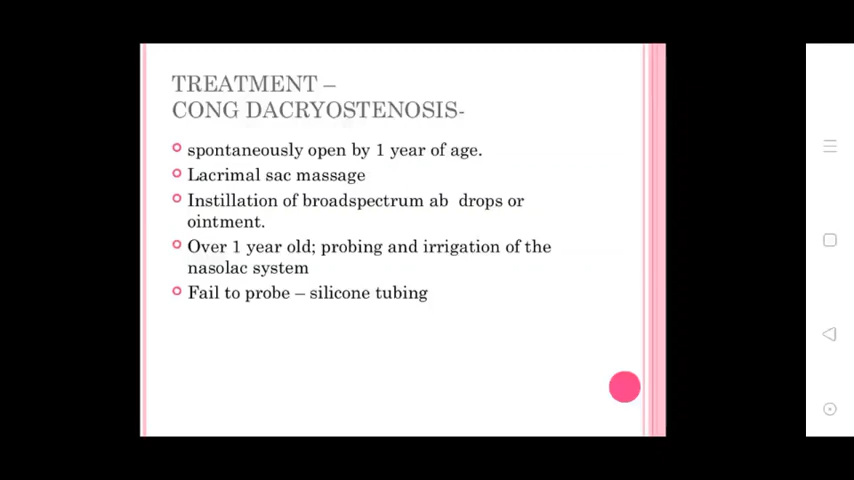 TREATMENT –
CONG DACRYOSTENOSIS-
spontaneously open by 1 year of age.
Lacrimal sac massage
Instillation of broadspectrum ab drops or
ointment.
Over 1 year old; probing and irrigation of the
nasolac system
Fail to probe – silicone tubing